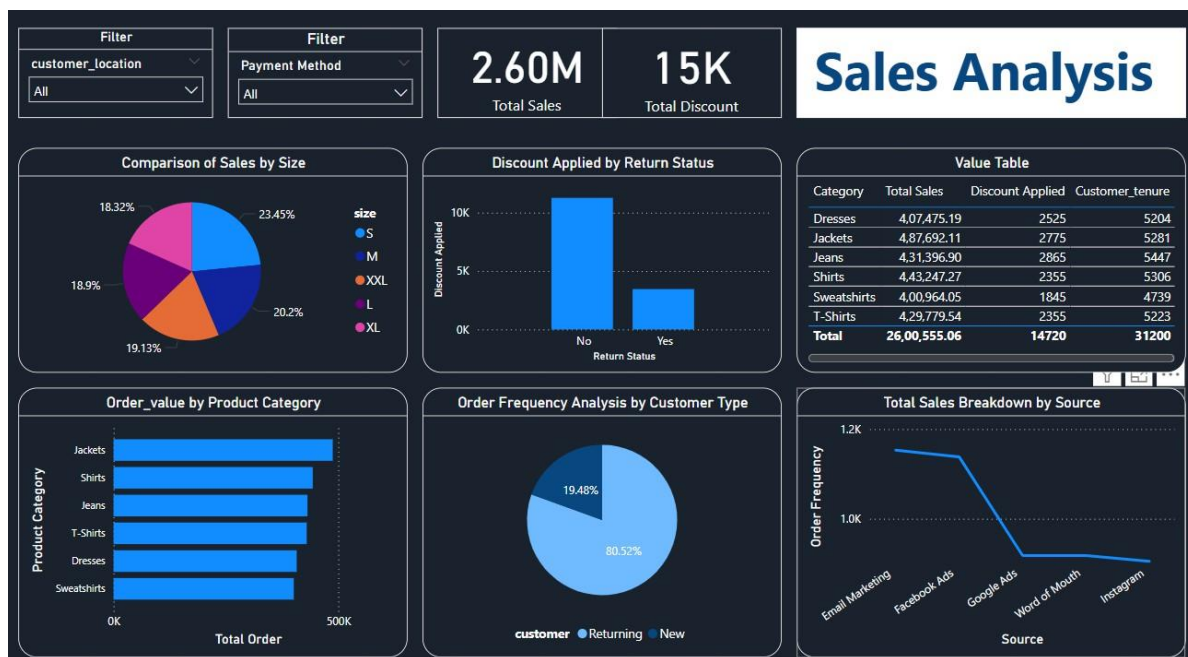 Filter
customer_location
All
Filter
Payment Method
All
2.60M
Total Sales
15K
Total Discount
Sales Analysis
Comparison of Sales by Size
18.32%
23.45%
18.9%
20.2%
19.13%
size
S
M
XXL
L
XL
Discount Applied by Return Status
Discount Applied
10K
5K
0K
No Yes
Return Status
Value Table
Category Total Sales Discount Applied Customer_tenure
Dresses 4,07,475.19 2525 5204
Jackets 4,87,692.11 2775 5281
Jeans 4,31,396.90 2865 5447
Shirts 4,43,247.27 2355 5306
Sweatshirts 4,00,964.05 1845 4739
T-Shirts 4,29,779.54 2355 5223
Total 26,00,555.06 14720 31200
Order_value by Product Category
Product Category
Jackets
Shirts
Jeans
T-Shirts
Dresses
Sweatshirts
0K 500K
Total Order
Order Frequency Analysis by Customer Type
19.48%
80.52%
customer Returning New
Total Sales Breakdown by Source
Order Frequency
1.2K
1.0K
Email Marketing
Facebook Ads
Google Ads
Word of Mouth
Instagram
Source